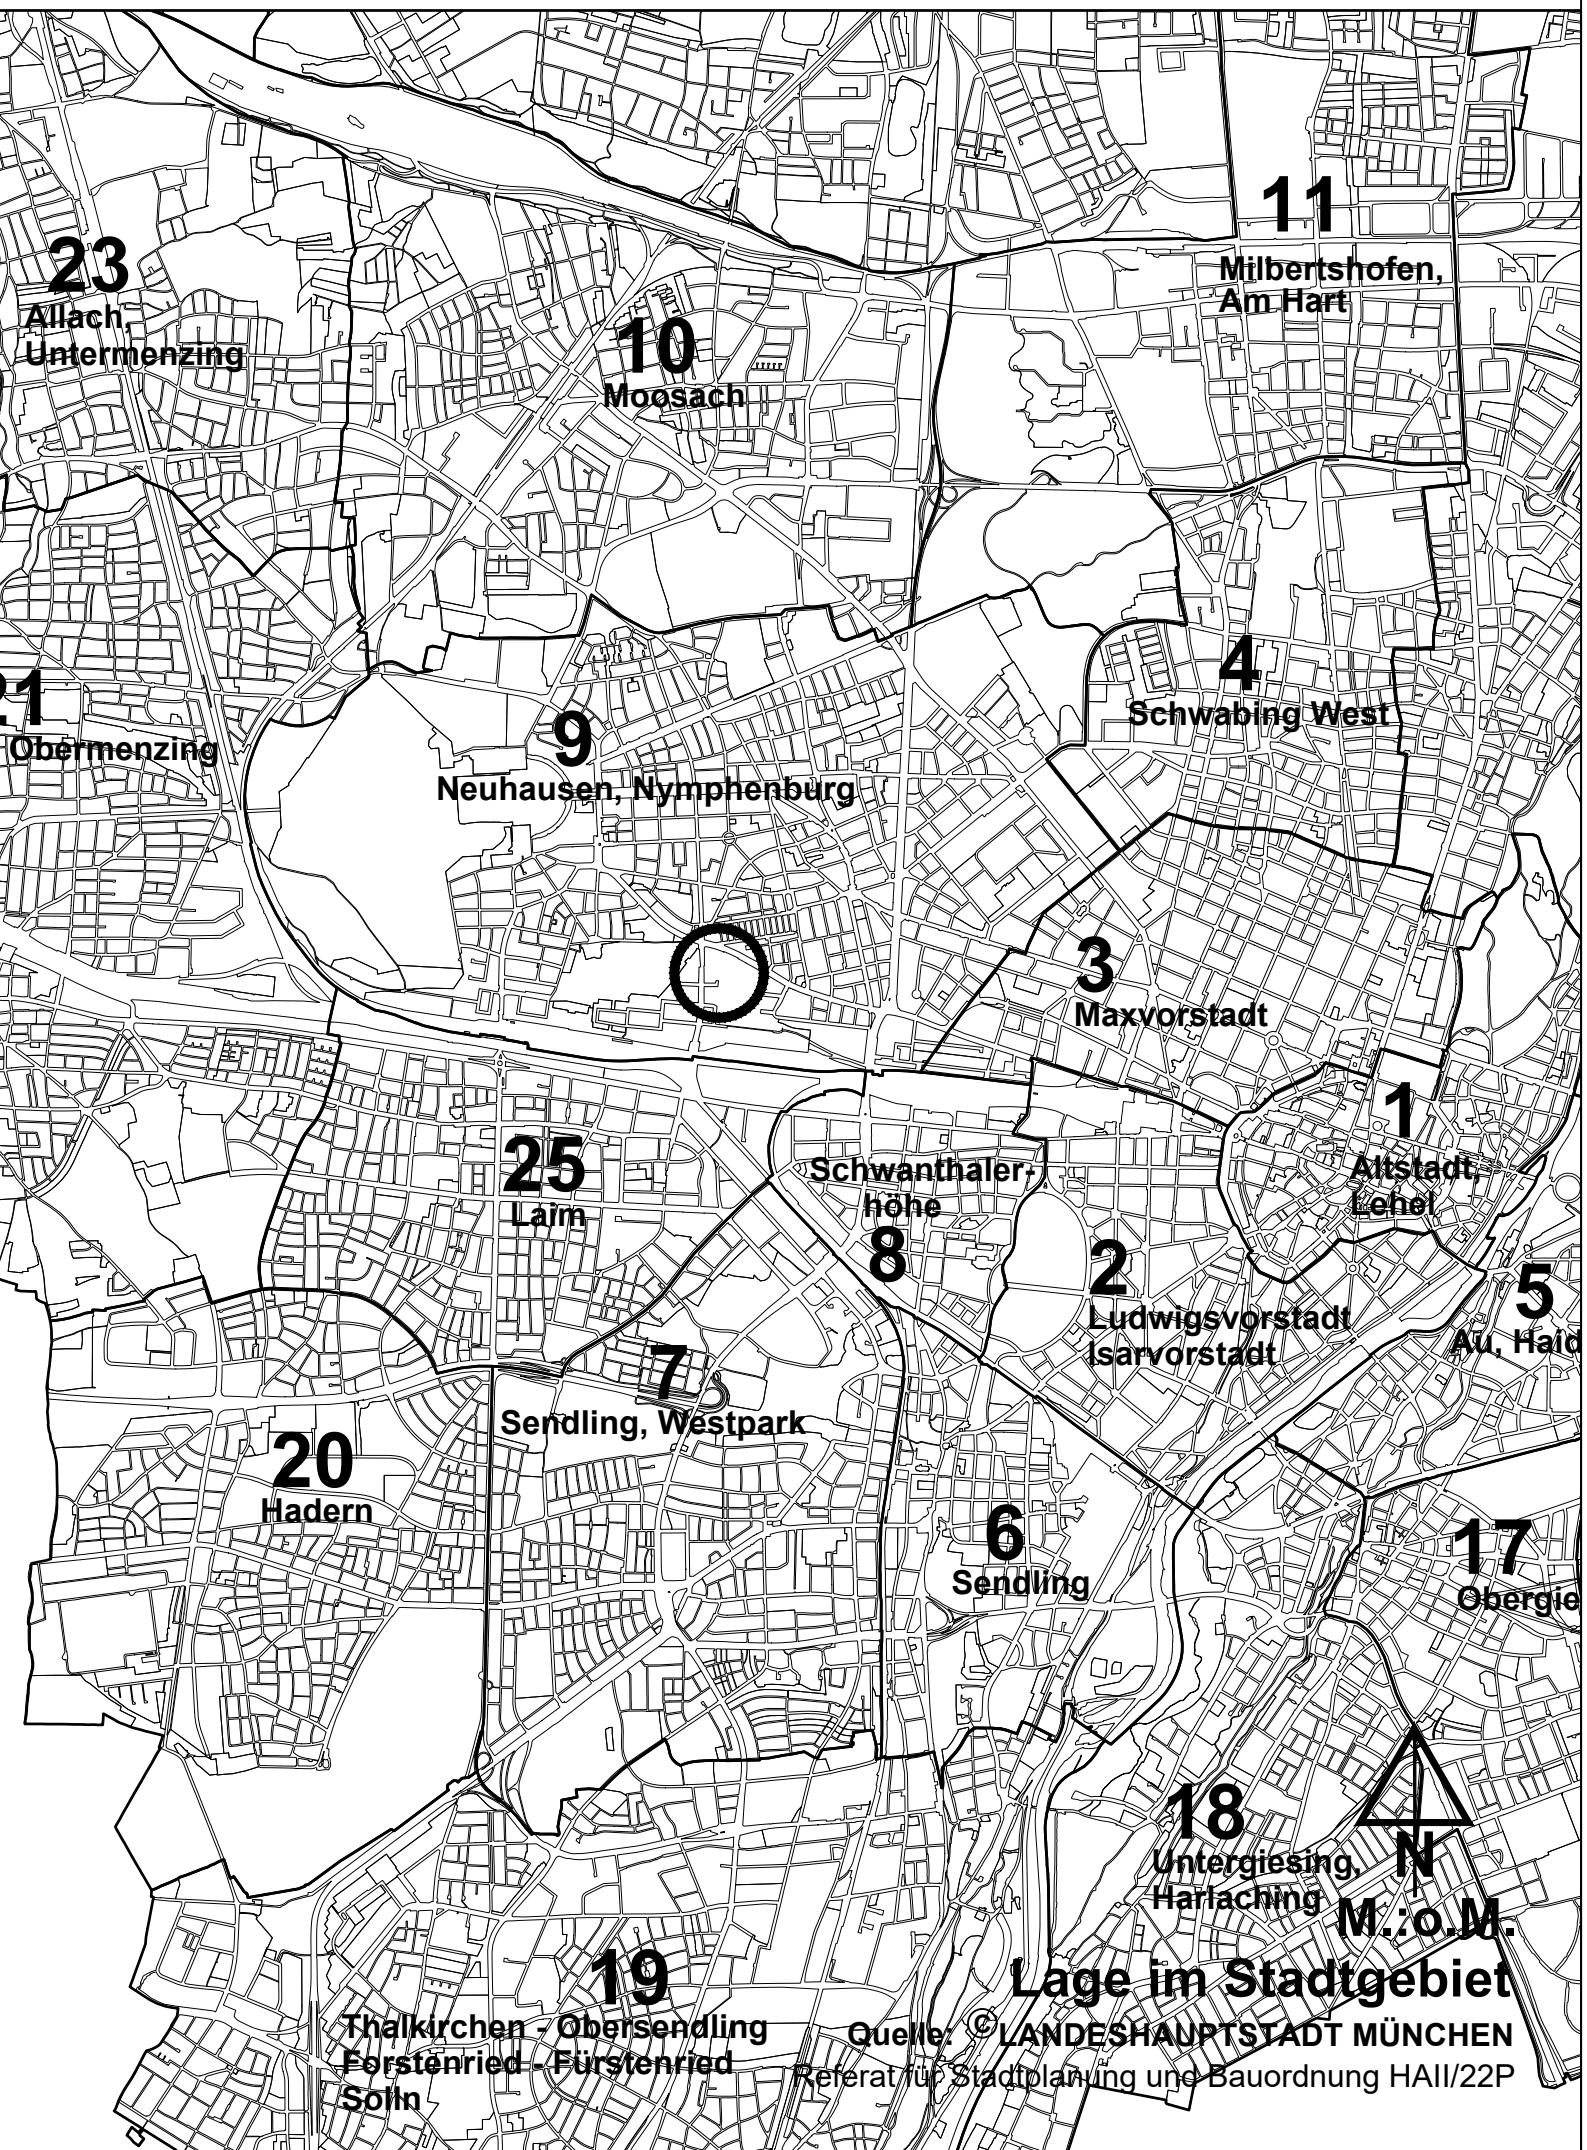 11
Milbertshofen,
Am Hart
23
Allach,
Untermenzing
10
Moosach
4
Schwabing West
21
Obermenzing
9
Neuhausen, Nymphenburg
3
Maxvorstadt
1
Altstadt,
Lehel
25
Laim
Schwanthaler-
höhe
8
2
Ludwigsvorstadt
Isarvorstadt
5
Au, Haid
7
Sendling, Westpark
20
Hadern
6
Sendling
17
Obergie
18
Untergiesing,
Harlaching
N
M.:o.M.
19
Thalkirchen - Obersendling
Forstenried - Fürstenried
Solln
Lage im Stadtgebiet
Quelle: ©LANDESHAUPTSTADT MÜNCHEN
Referat für Stadtplanung und Bauordnung HAII/22P